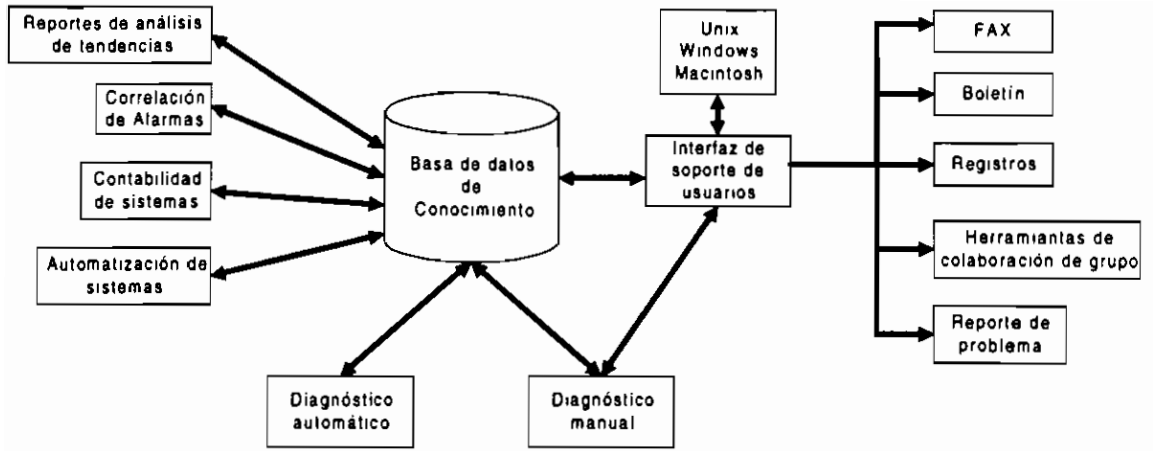 Reportes de análisis
de tendencias
Correlación
de Alarmas
Contabilidad
de sistemas
Automatización de
sistemas
Basa de datos
de
Conocimiento
Diagnóstico
automático
Diagnóstico
manual
Unix
Windows
Macintosh
Interfaz de
soporte de
usuarios
FAX
Boletín
Registros
Herramiantas de
colaboración de grupo
Reporte de
problema